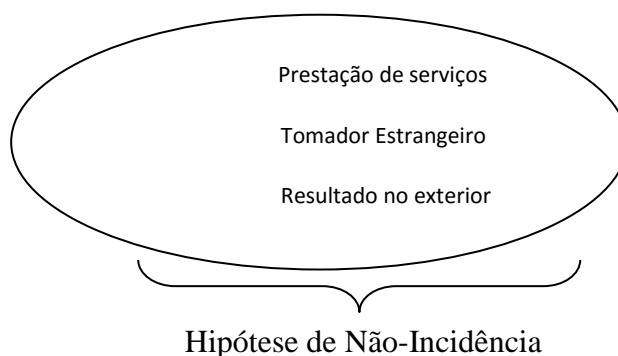 Prestação de serviços
Tomador Estrangeiro
Resultado no exterior
Hipótese de Não-Incidência